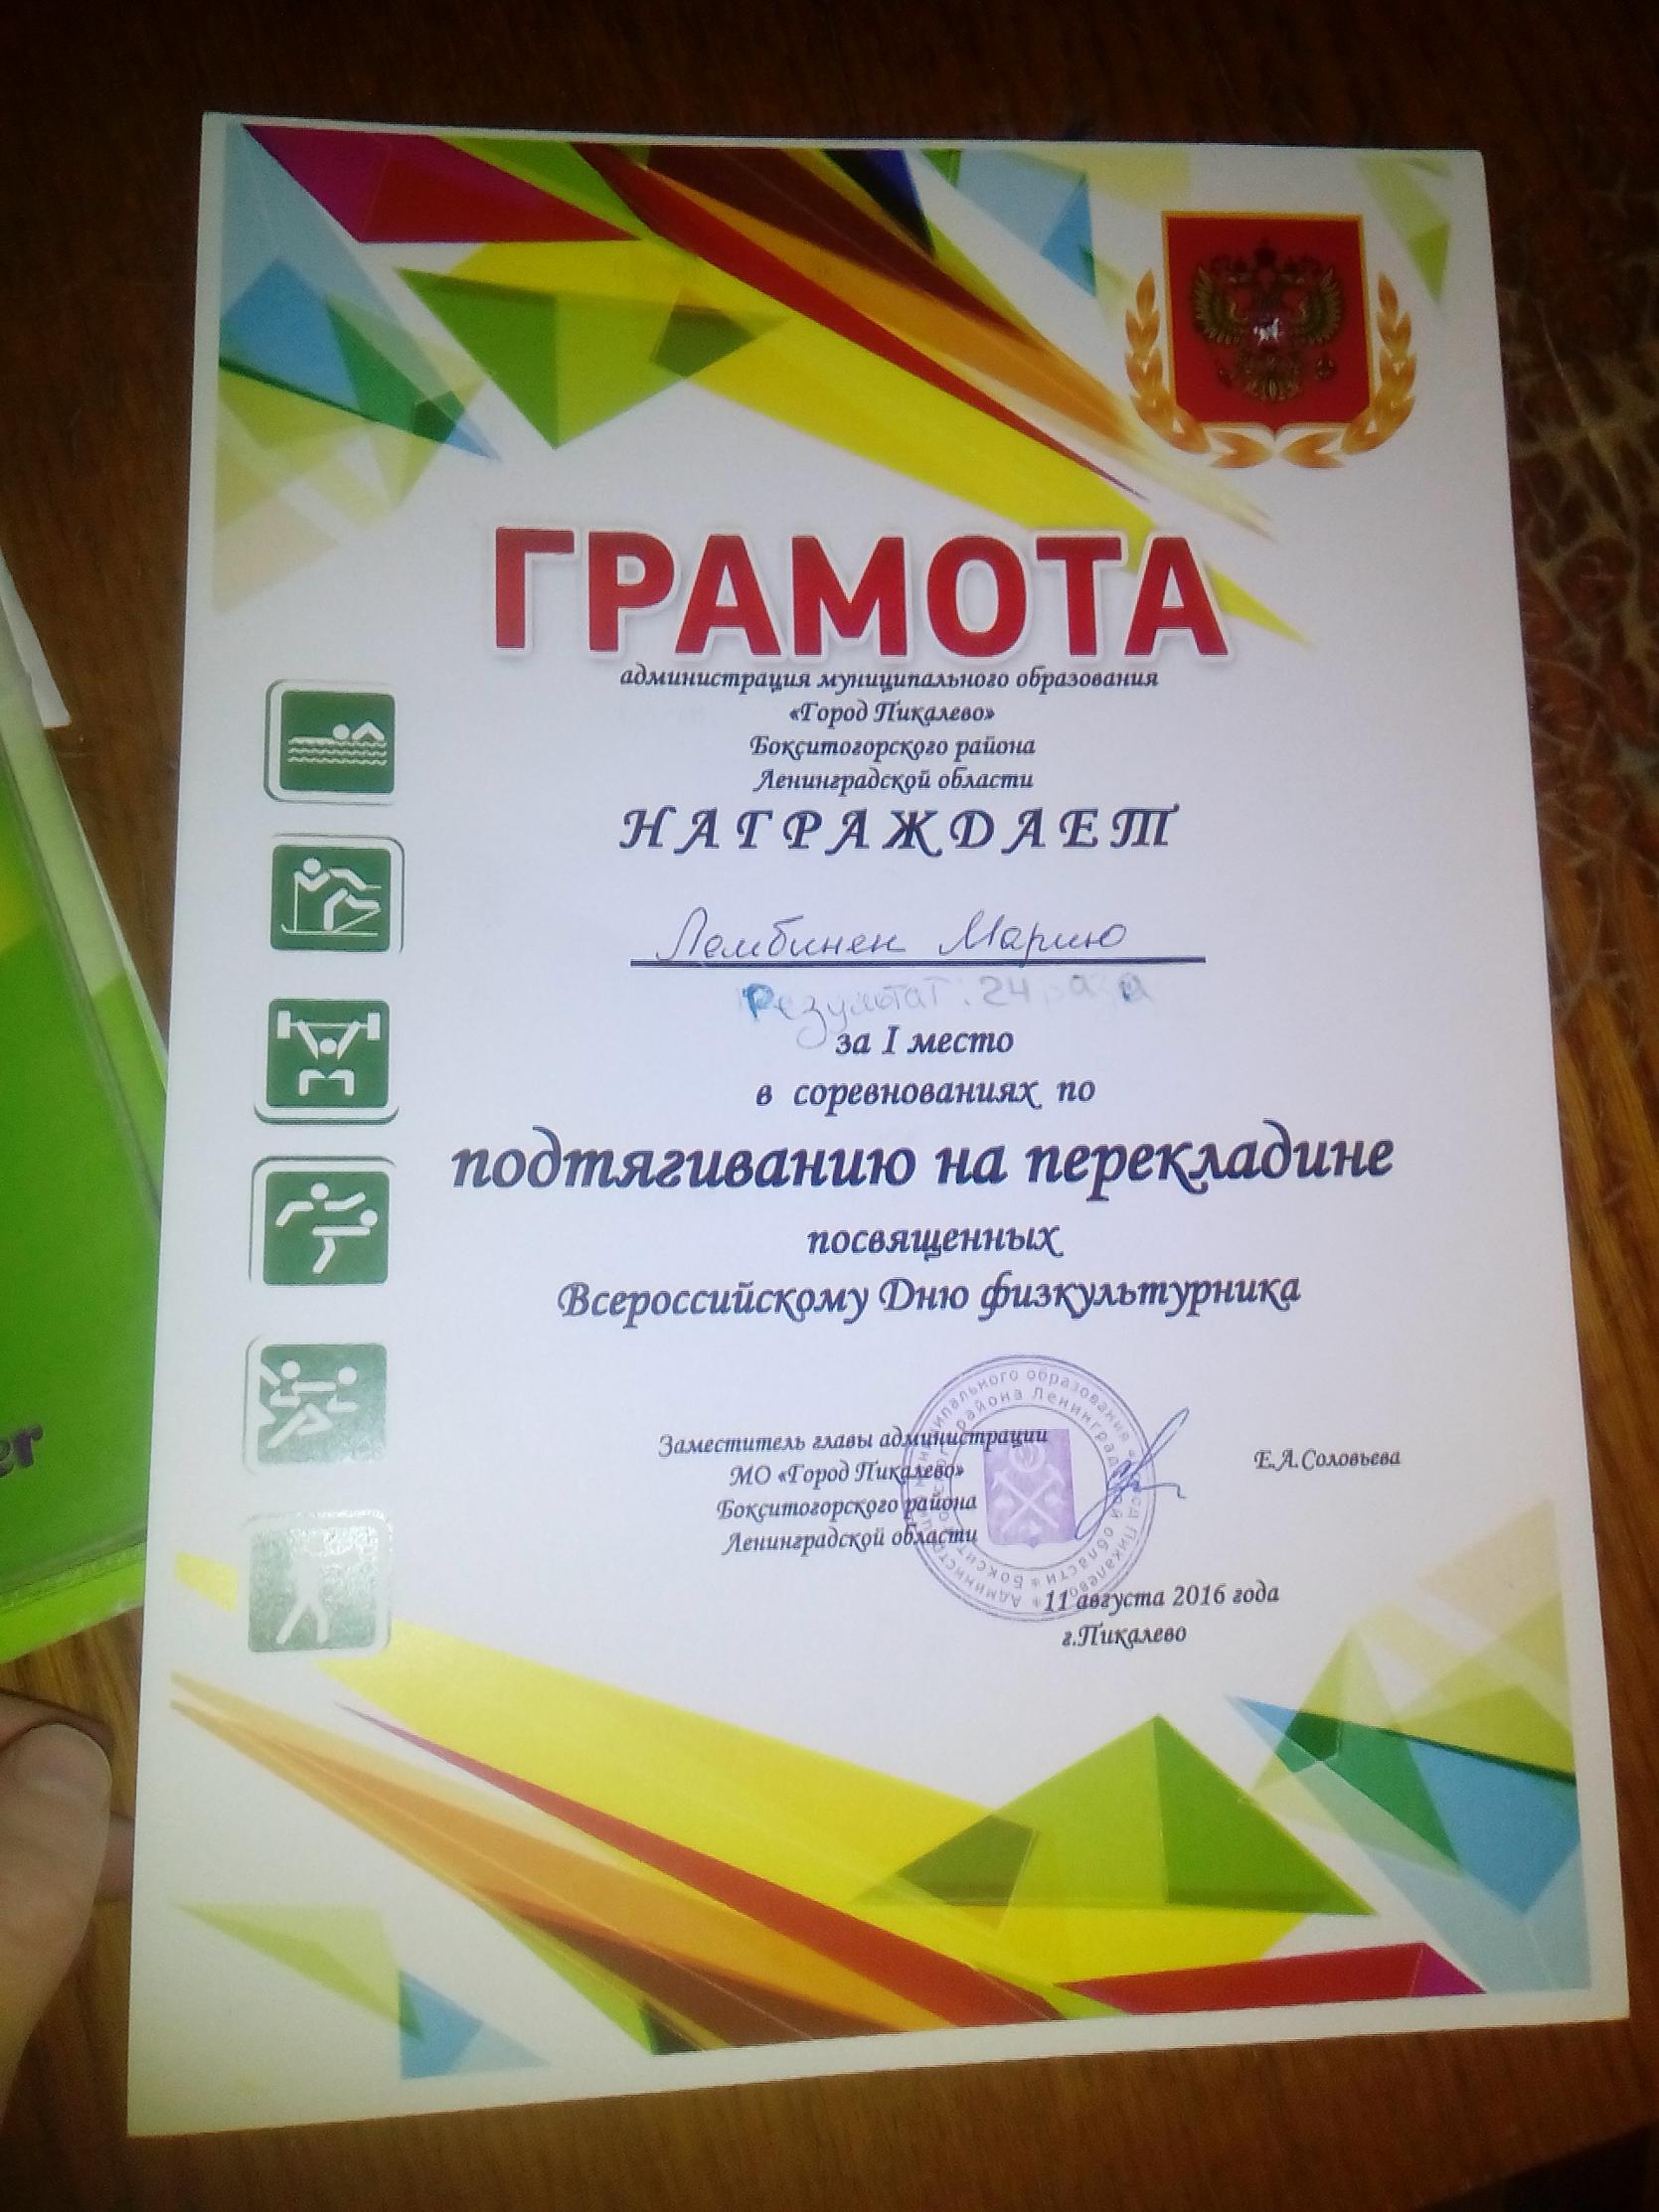 ГРАМОТА
администрация муниципального образования
«Город Пикалево»
Бокситогорского района
Ленинградской области
НАГРАЖДАЕТ
Лембинен Марию
Результат: 24 раза
за I место
в соревнованиях по
подтягиванию на перекладине
посвященных
Всероссийскому Дню физкультурника
Заместитель главы администрации
МО «Город Пикалево»
Бокситогорского района
Ленинградской области
Е.А.Соловьева
11 августа 2016 года
г.Пикалево
er